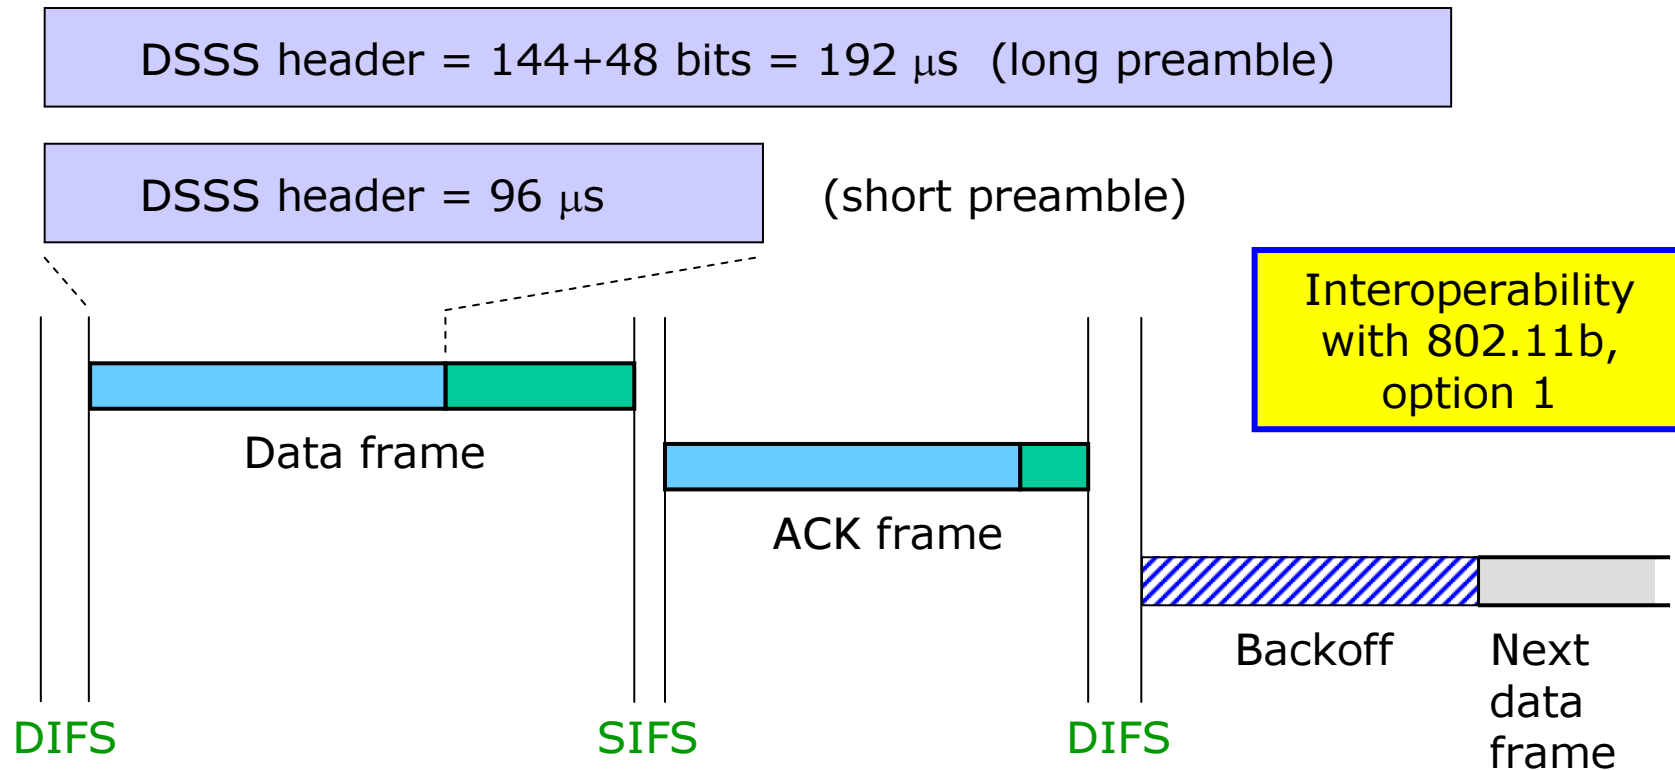 DSSS header = 144+48 bits = 192 μs (long preamble)
DSSS header = 96 μs
(short preamble)
Interoperability
with 802.11b,
option 1
Data frame
ACK frame
Backoff
Next
data
frame
DIFS
SIFS
DIFS